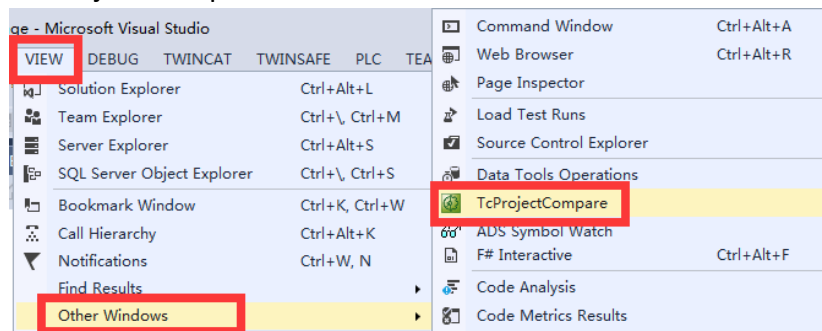 ge - Microsoft Visual Studio
VIEW DEBUG TWINCAT TWINSAFE PLC TEA
Solution Explorer Ctrl+Alt+L
Team Explorer Ctrl+\, Ctrl+M
Server Explorer Ctrl+Alt+S
SQL Server Object Explorer Ctrl+\, Ctrl+S
Bookmark Window Ctrl+K, Ctrl+W
Call Hierarchy Ctrl+Alt+K
Notifications Ctrl+W, N
Find Results
Other Windows
Command Window Ctrl+Alt+A
Web Browser Ctrl+Alt+R
Page Inspector
Load Test Runs
Source Control Explorer
Data Tools Operations
TcProjectCompare
ADS Symbol Watch
F# Interactive Ctrl+Alt+F
Code Analysis
Code Metrics Results